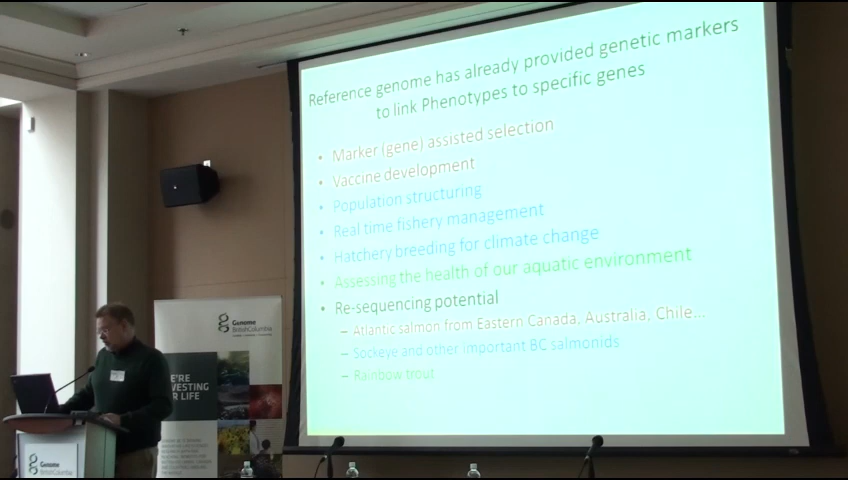 Reference genome has already provided genetic markers
to link Phenotypes to specific genes
• Marker (gene) assisted selection
• Vaccine development
• Population structuring
• Real time fishery management
• Hatchery breeding for climate change
• Assessing the health of our aquatic environment
• Re-sequencing potential
– Atlantic salmon from Eastern Canada, Australia, Chile...
– Sockeye and other important BC salmonids
– Rainbow trout
Genome
BritishColumbia
E'RE
VESTING
R LIFE
Genome
BritishColumbia